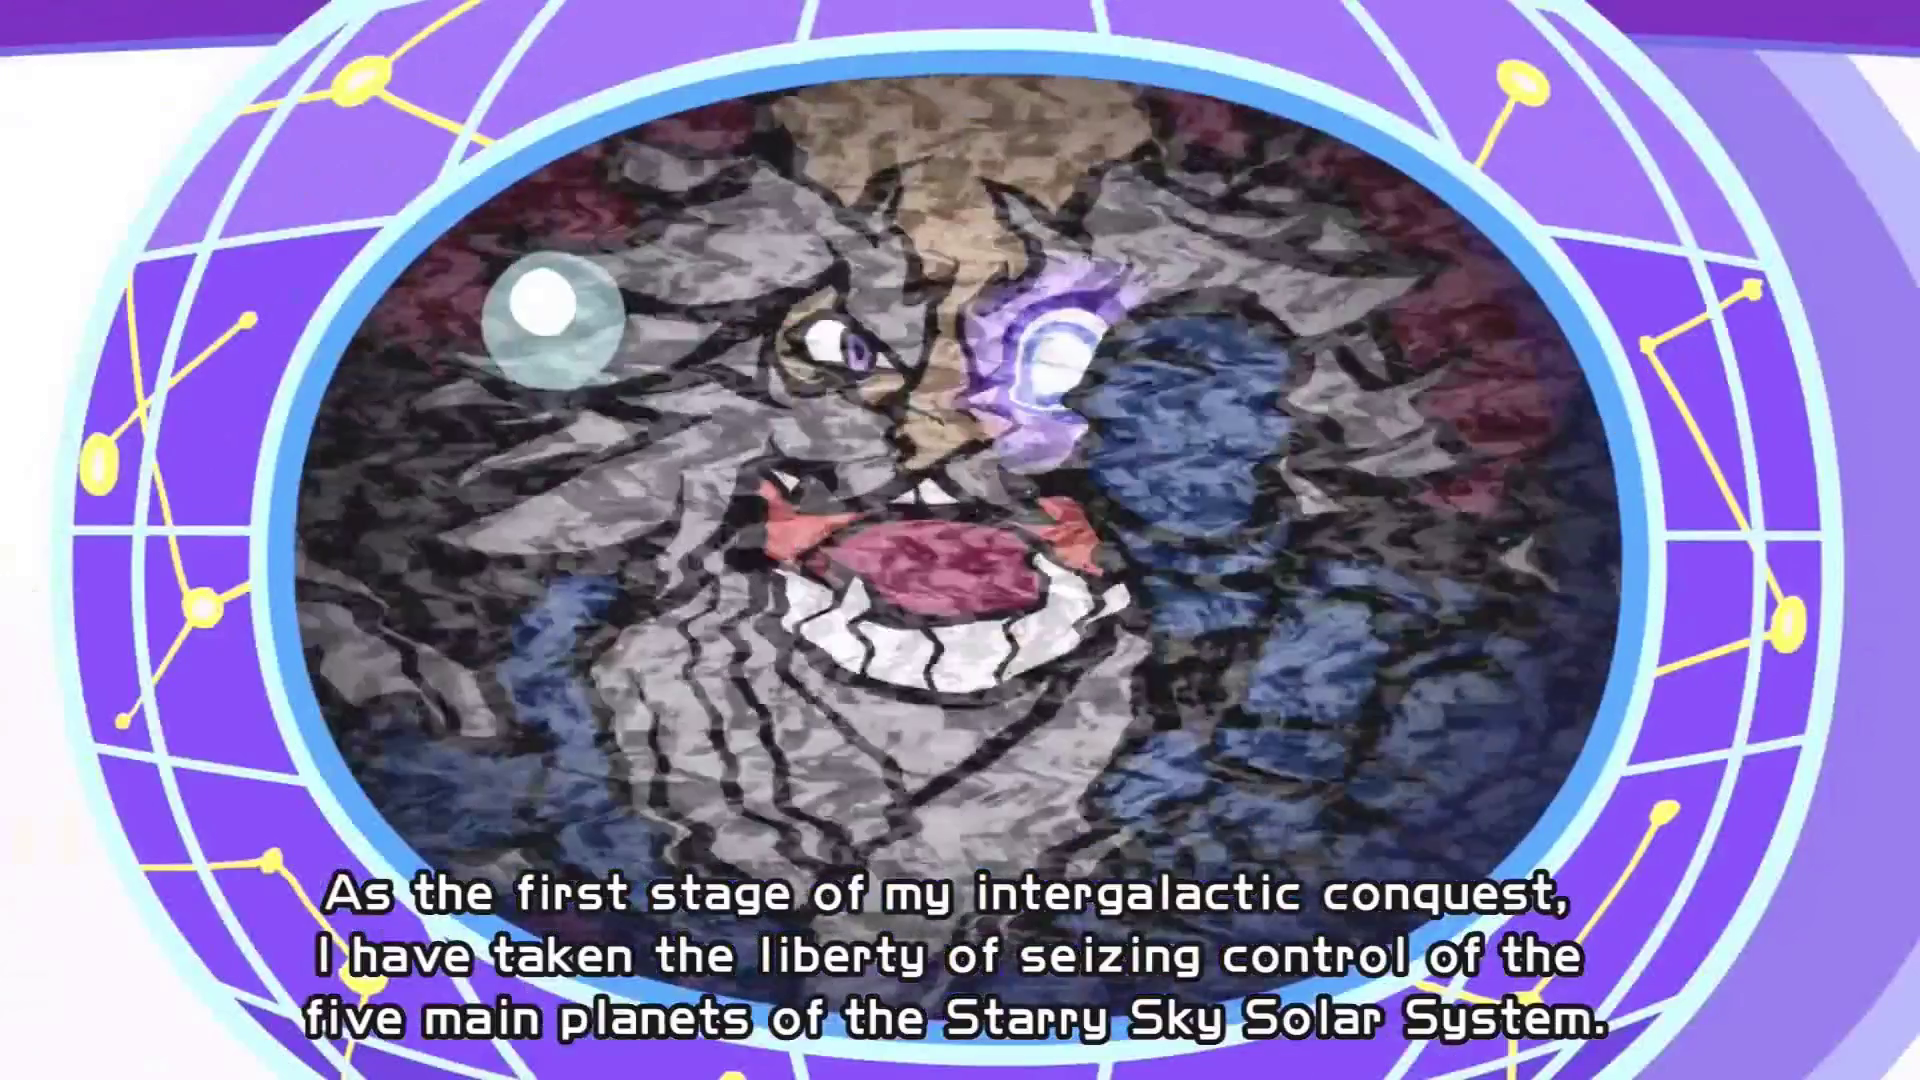 As the first stage of my intergalactic conquest,
I have taken the liberty of seizing control of the
five main planets of the Starry Sky Solar System.